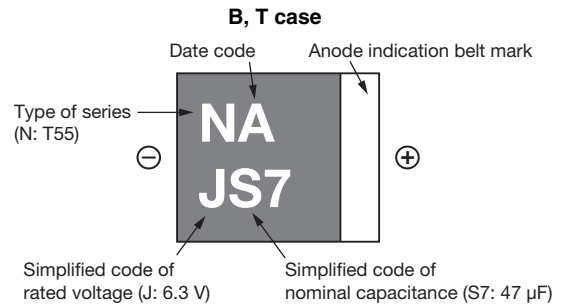 B, T case
Date code
Anode indication belt mark
Type of series
(N: T55)
NA
JS7
⊖
⊕
Simplified code of
rated voltage (J: 6.3 V)
Simplified code of
nominal capacitance (S7: 47 μF)